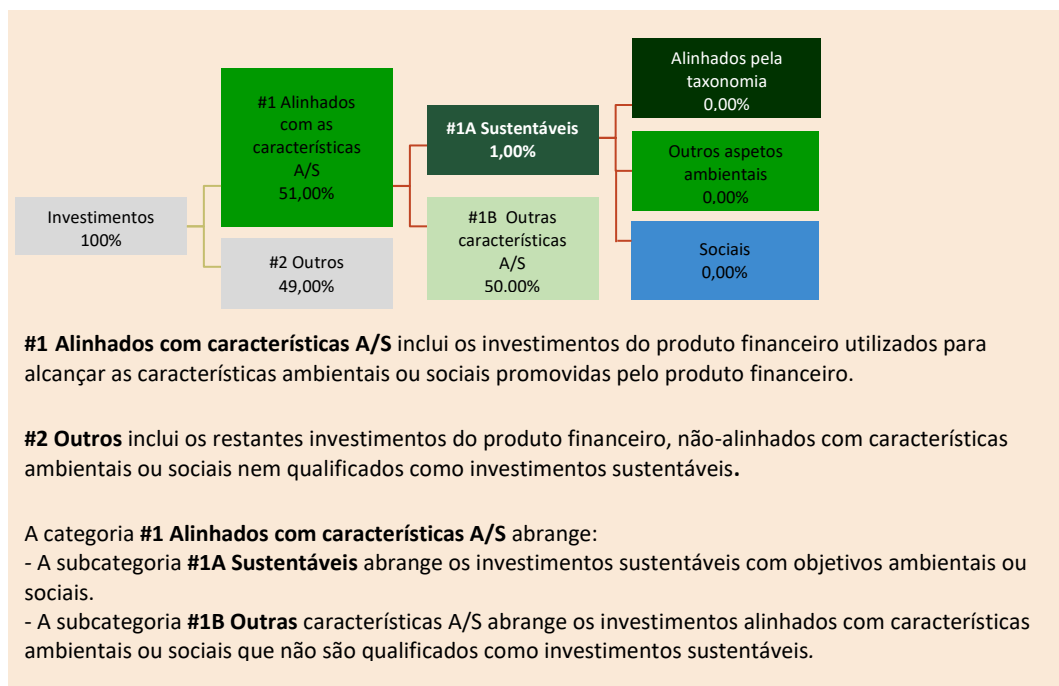 Investimentos
100%
#1 Alinhados
com as
características
A/S
51,00%
#2 Outros
49,00%
#1A Sustentáveis
1,00%
#1B Outras
características
A/S
50.00%
Alinhados pela
taxonomia
0,00%
Outros aspetos
ambientais
0,00%
Sociais
0,00%
#1 Alinhados com características A/S inclui os investimentos do produto financeiro utilizados para
alcançar as características ambientais ou sociais promovidas pelo produto financeiro.
#2 Outros inclui os restantes investimentos do produto financeiro, não-alinhados com características
ambientais ou sociais nem qualificados como investimentos sustentáveis.
A categoria #1 Alinhados com características A/S abrange:
- A subcategoria #1A Sustentáveis abrange os investimentos sustentáveis com objetivos ambientais ou
sociais.
- A subcategoria #1B Outras características A/S abrange os investimentos alinhados com características
ambientais ou sociais que não são qualificados como investimentos sustentáveis.